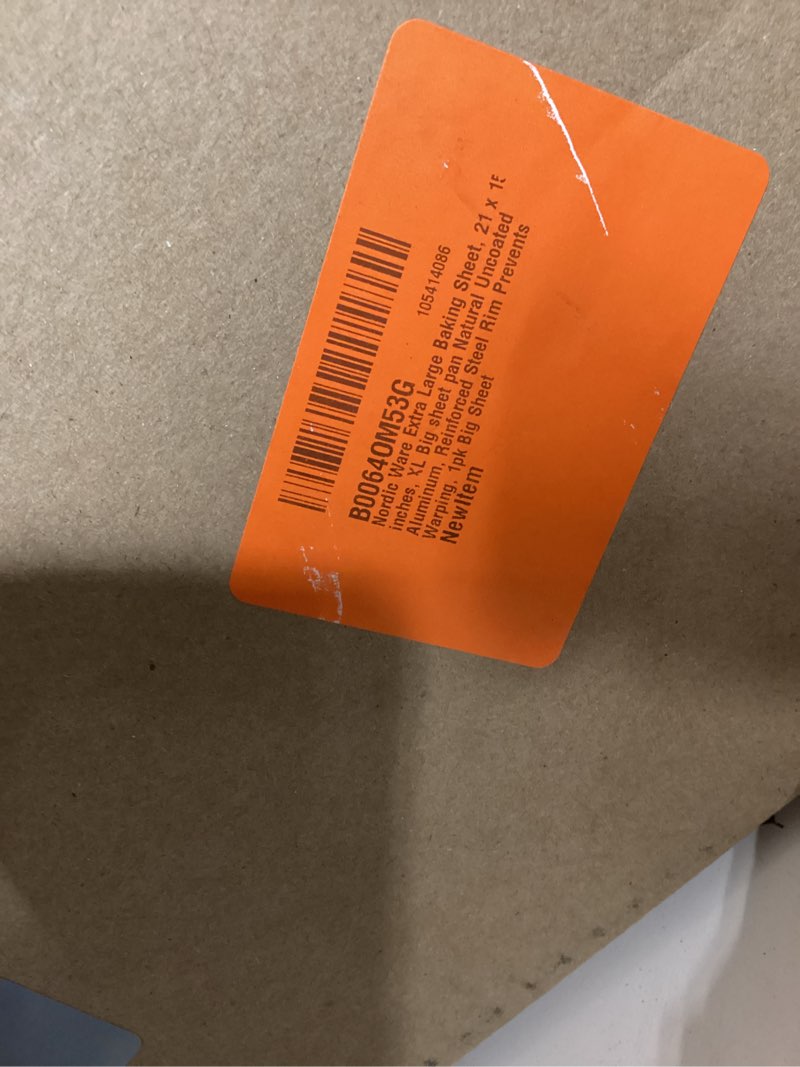 105414086
B0064OM53G
Nordic Ware Extra Large Baking Sheet, 21 x 15
inches, XL Big sheet pan Natural Uncoated
Aluminum, Reinforced Steel Rim Prevents
Warping, 1pk Big Sheet
NewItem